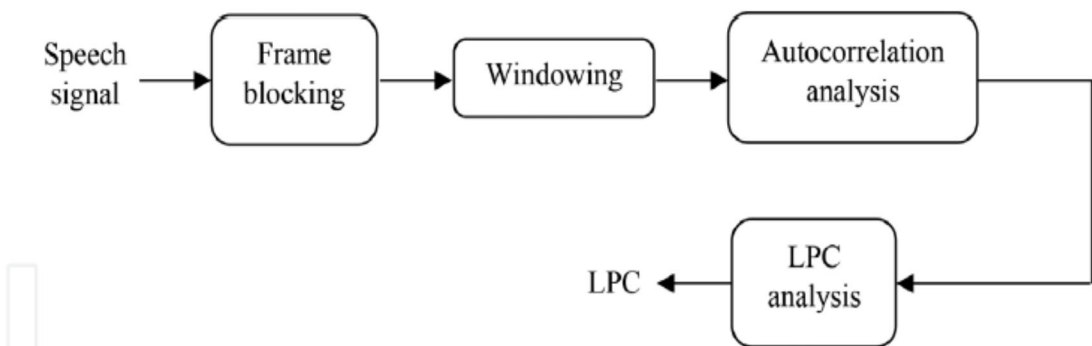 Speech
signal
Frame
blocking
Windowing
Autocorrelation
analysis
LPC
analysis
LPC